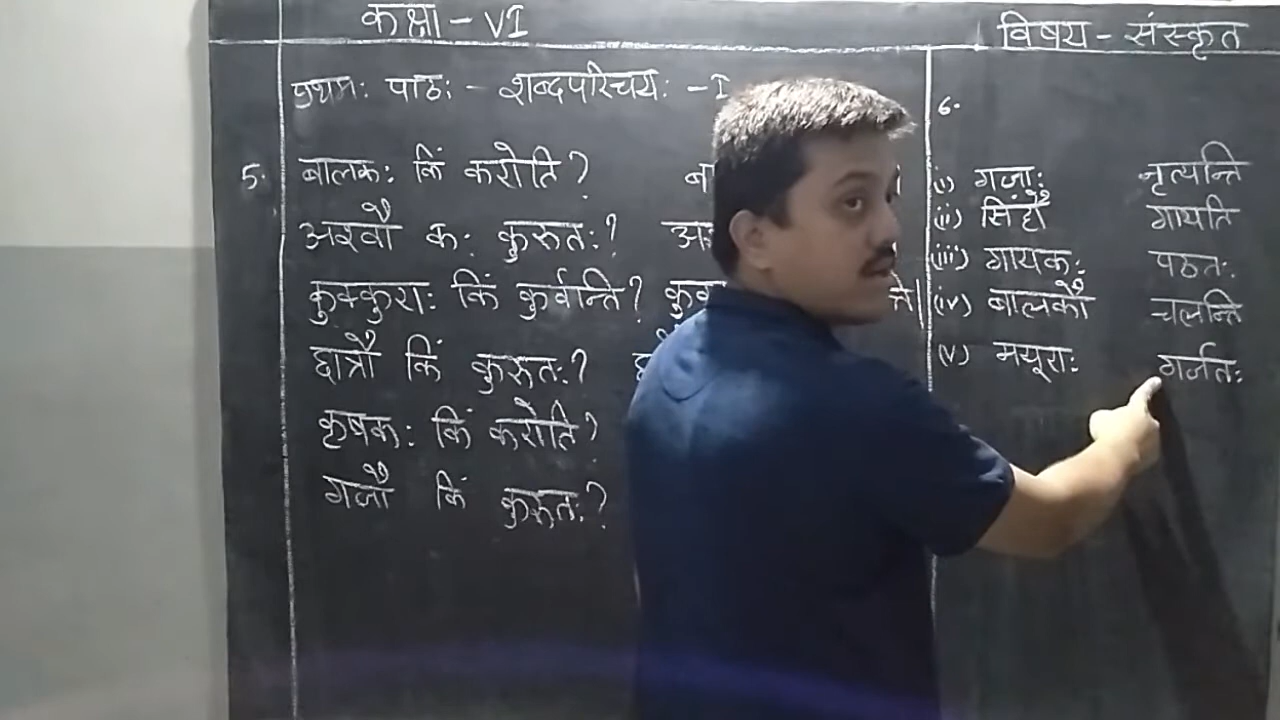 कक्षा - VI
विषय - संस्कृत
प्रथमः पाठः - शब्दपरिचयः - I
5. बालकः किं करोति?
अश्वौ कः कुरुतः?
कुक्कुराः किं कुर्वान्ति?
छात्रौ किं कुरुतः?
कृषकः किं करोति?
गजौ किं कुरुतः?
6.
(i) गजाः नृत्यन्ति
(ii) सिंहौ गायति
(iii) गायकः पठतः
(iv) बालकौ चलन्ति
(v) मयूराः गर्जतः